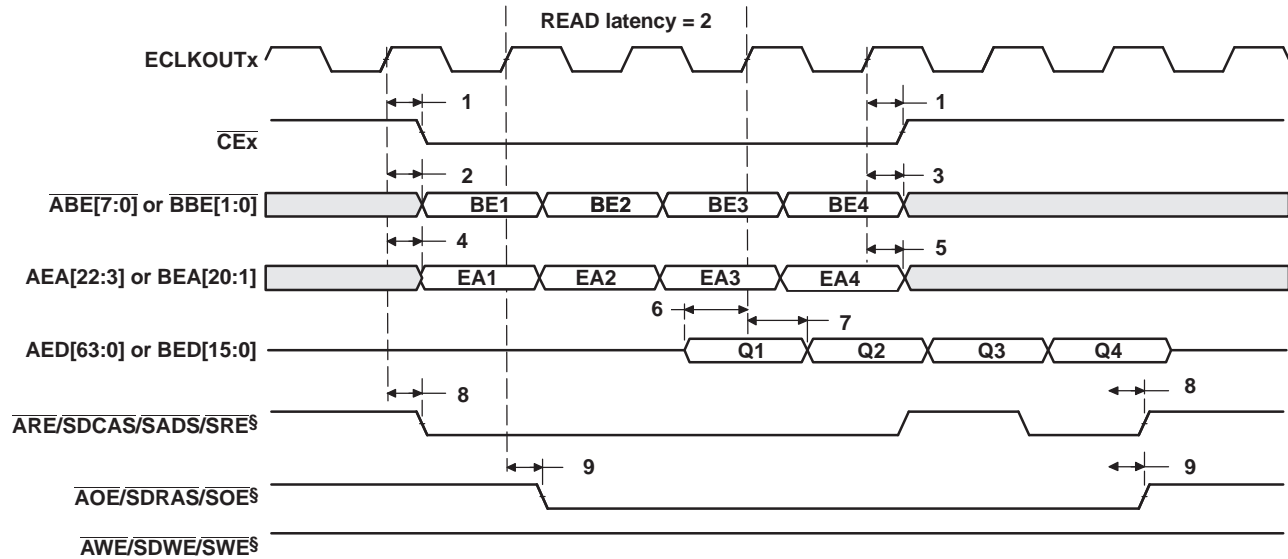 READ latency = 2
ECLKOUTx
1 1
CEx
2 3
ABE[7:0] or BBE[1:0] BE1 BE2 BE3 BE4
4 5
AEA[22:3] or BEA[20:1] EA1 EA2 EA3 EA4
6 7
AED[63:0] or BED[15:0] Q1 Q2 Q3 Q4
8 8
ARE/SDCAS/SADS/SRE§
9 9
AOE/SDRAS/SOE§
AWE/SDWE/SWE§